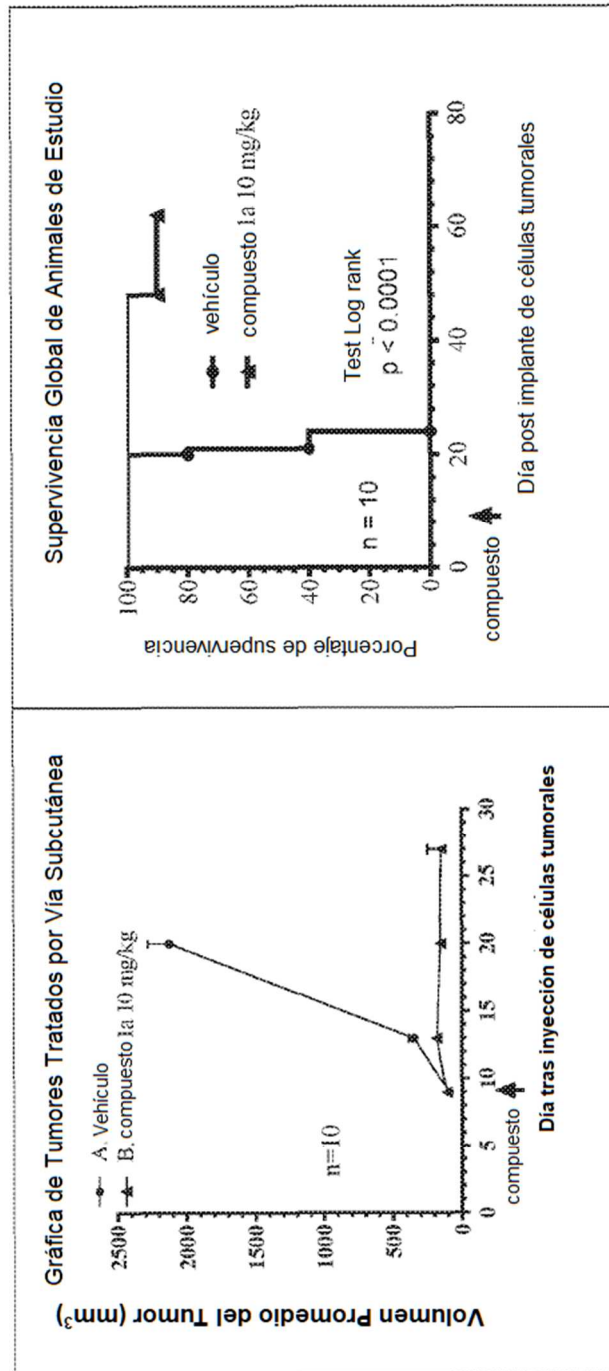 Gráfica de Tumores Tratados por Vía Subcutánea
A. Vehículo
B. compuesto 1a 10 mg/kg
n=10
Volumen Promedio del Tumor (mm³)
2500
2000
1500
1000
500
0
0 5 10 15 20 25 30
compuesto
Día tras inyección de células tumorales
Supervivencia Global de Animales de Estudio
vehículo
compuesto 1a 10 mg/kg
Test Log rank
p < 0.0001
n = 10
Porcentaje de supervivencia
100
80
60
40
20
0
0 20 40 60 80
compuesto
Día post implante de células tumorales